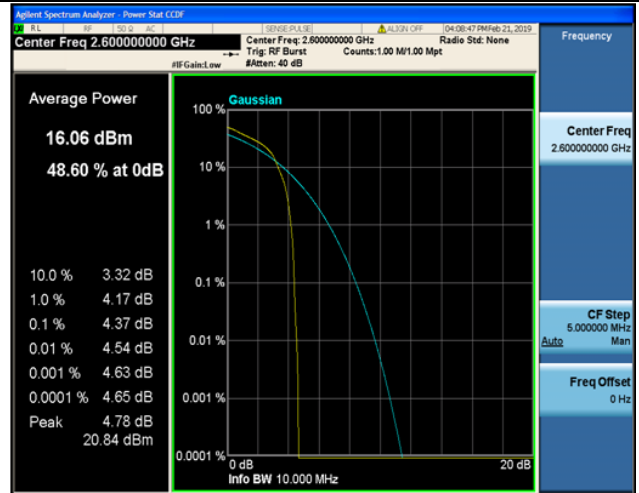 Agilent Spectrum Analyzer - Power Stat CCDF
RL RF 50 Ω AC SENSE:PULSE ALIGN OFF 04:08:47 PM Feb 21, 2019
Center Freq 2.600000000 GHz
Center Freq: 2.600000000 GHz Radio Std: None
Trig: RF Burst Counts:1.00 M/1.00 Mpt
#IFGain:Low #Atten: 40 dB
Frequency
Average Power
16.06 dBm
48.60 % at 0dB
10.0 % 3.32 dB
1.0 % 4.17 dB
0.1 % 4.37 dB
0.01 % 4.54 dB
0.001 % 4.63 dB
0.0001 % 4.65 dB
Peak 4.78 dB
20.84 dBm
Gaussian
100 %
10 %
1 %
0.1 %
0.01 %
0.001 %
0.0001 %
0 dB 20 dB
Info BW 10.000 MHz
Center Freq
2.600000000 GHz
CF Step
5.000000 MHz
Auto Man
Freq Offset
0 Hz